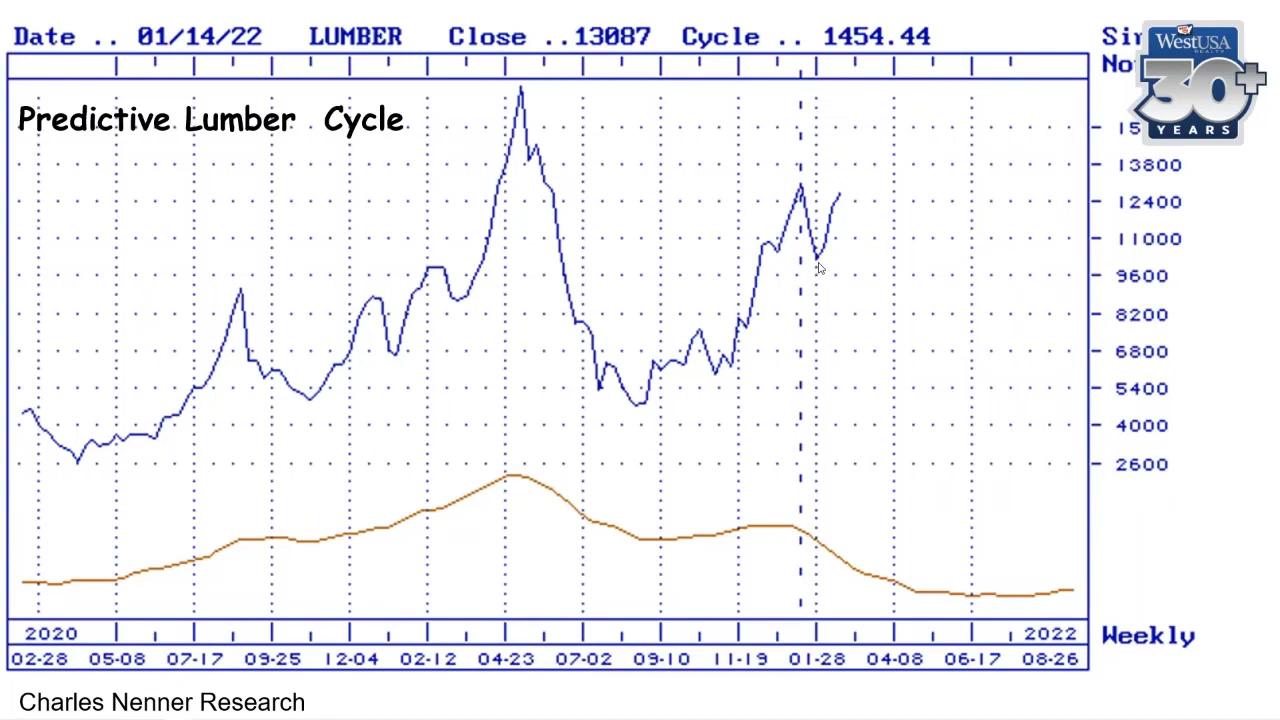 Date .. 01/14/22 LUMBER Close ..13087 Cycle .. 1454.44
WestUSA
REALTY
30+
YEARS
Predictive Lumber Cycle
13800
12400
11000
9600
8200
6800
5400
4000
2600
2020 2022
Weekly
02-28 05-08 07-17 09-25 12-04 02-12 04-23 07-02 09-10 11-19 01-28 04-08 06-17 08-26
Charles Nenner Research